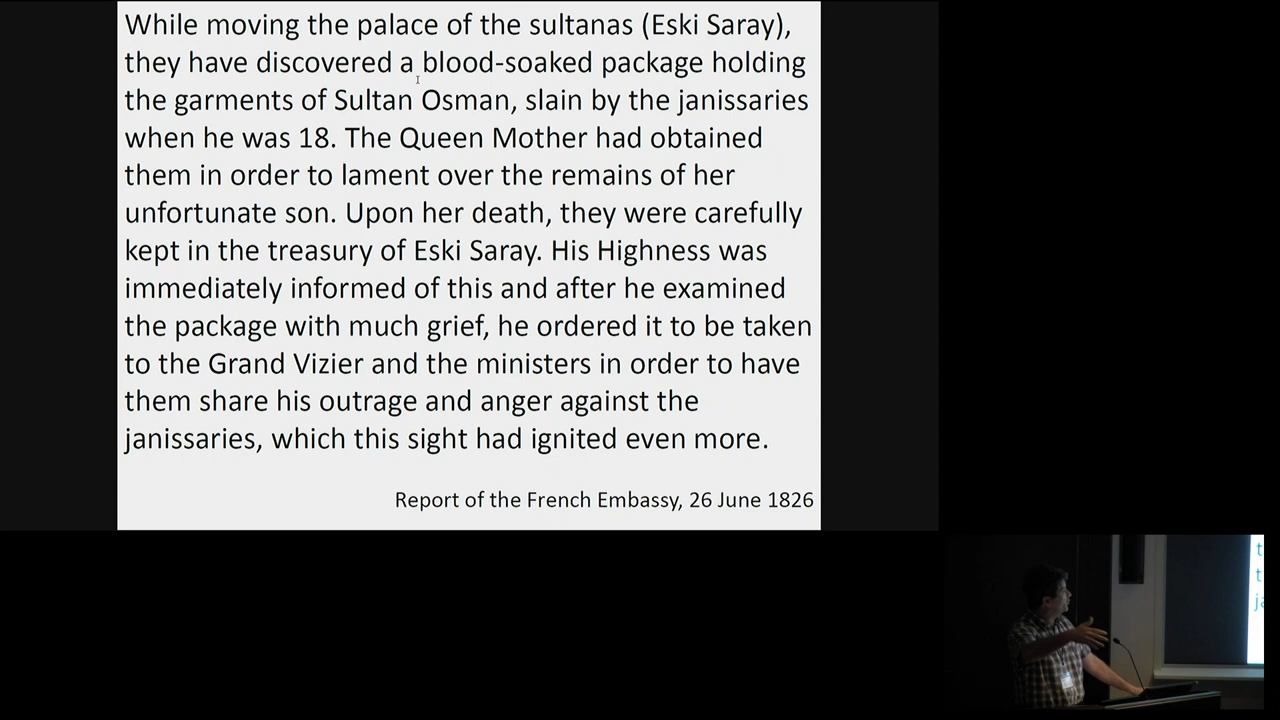 While moving the palace of the sultanas (Eski Saray),
they have discovered a blood-soaked package holding
the garments of Sultan Osman, slain by the janissaries
when he was 18. The Queen Mother had obtained
them in order to lament over the remains of her
unfortunate son. Upon her death, they were carefully
kept in the treasury of Eski Saray. His Highness was
immediately informed of this and after he examined
the package with much grief, he ordered it to be taken
to the Grand Vizier and the ministers in order to have
them share his outrage and anger against the
janissaries, which this sight had ignited even more.
Report of the French Embassy, 26 June 1826